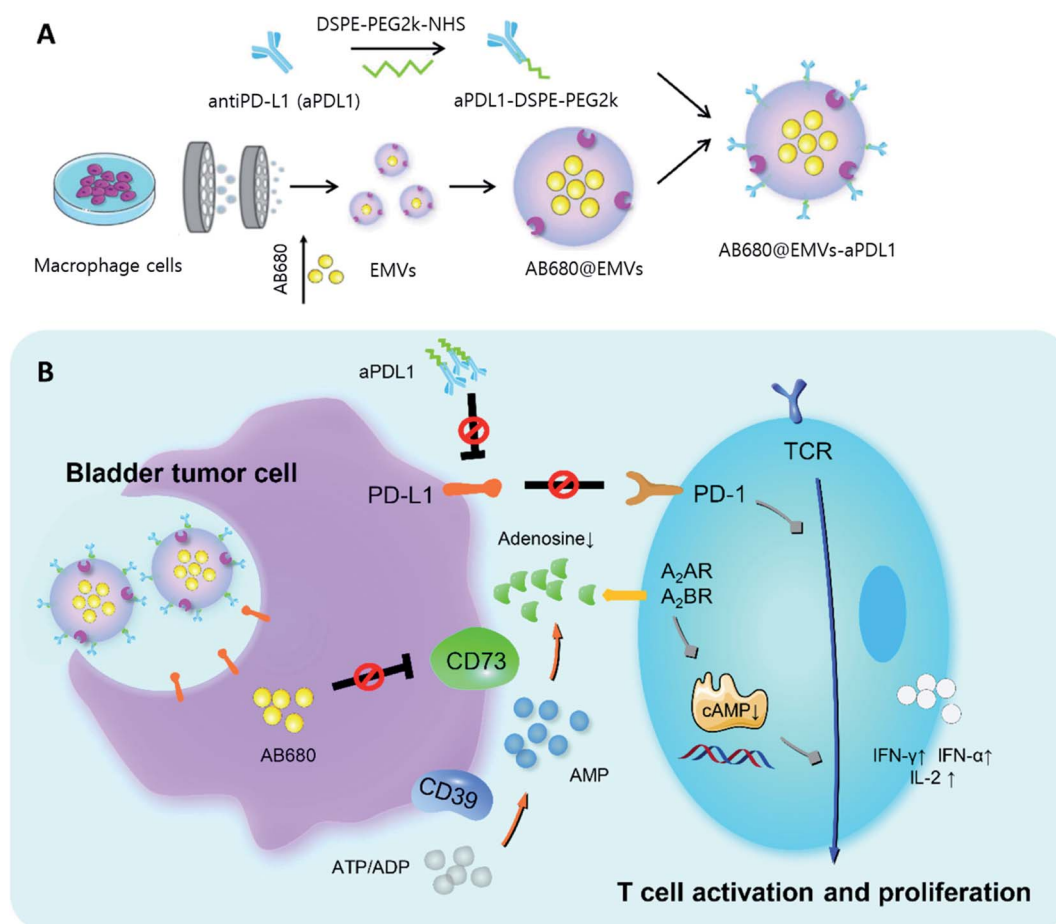 A
DSPE-PEG2k-NHS
antiPD-L1 (aPDL1)
aPDL1-DSPE-PEG2k
Macrophage cells
AB680
EMVs
AB680@EMVs
AB680@EMVs-aPDL1
B
aPDL1
TCR
Bladder tumor cell
PD-L1
PD-1
Adenosine↓
A₂AR
A₂BR
CD73
cAMP↓
AB680
AMP
IFN-γ↑ IFN-α↑
IL-2 ↑
CD39
ATP/ADP
T cell activation and proliferation